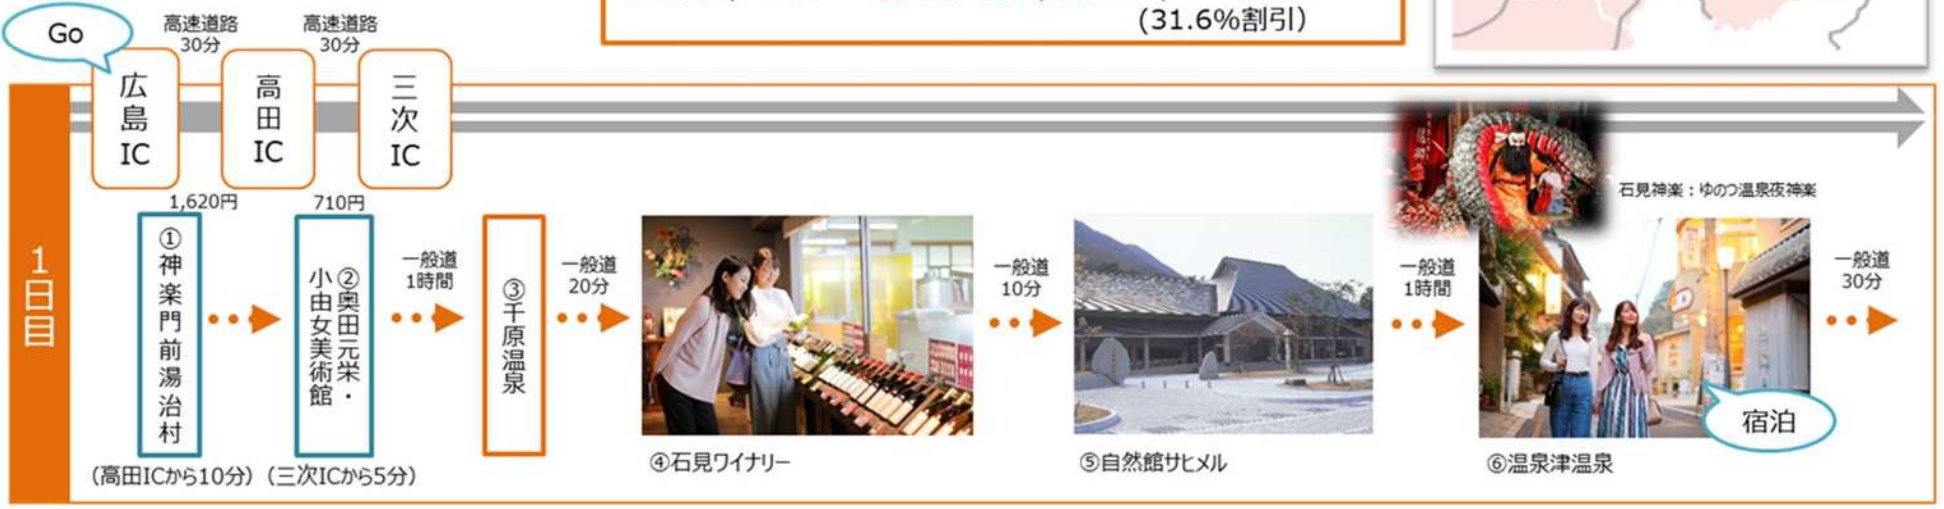 (31.6%割引)
Go
高速道路
30分
高速道路
30分
広島IC
高田IC
三次IC
1,620円
710円
1日目
①神楽門前湯治村
(高田ICから10分)
②奥田元栄・
小由女美術館
(三次ICから5分)
一般道
1時間
③千原温泉
一般道
20分
④石見ワイナリー
一般道
10分
⑤自然館サヒメル
一般道
1時間
石見神楽：ゆのつ温泉夜神楽
⑥温泉津温泉
宿泊
一般道
30分